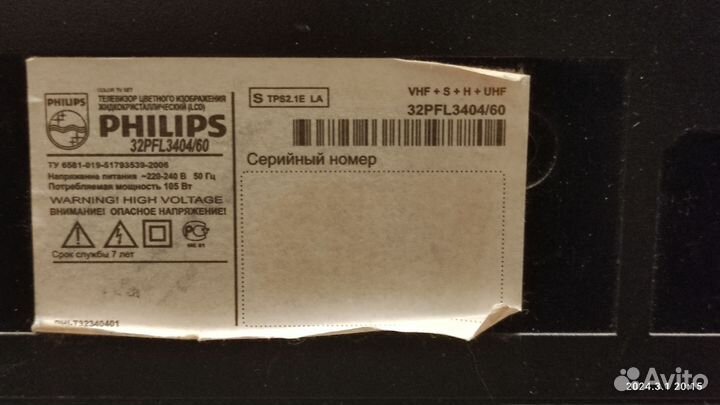 COLOR TV SET
ТЕЛЕВИЗОР ЦВЕТНОГО ИЗОБРАЖЕНИЯ
ЖИДКОКРИСТАЛЛИЧЕСКИЙ (LCD)
PHILIPS
PHILIPS
32PFL3404/60
ТУ 6581-019-51793539-2006
Напряжение питания ~220-240 В 50 Гц
Потребляемая мощность 105 Вт
WARNING! HIGH VOLTAGE
ВНИМАНИЕ! ОПАСНОЕ НАПРЯЖЕНИЕ!
Срок службы 7 лет
S TPS2.1E LA
VHF + S + H + UHF
32PFL3404/60
Серийный номер
Avito
2024.3.1 20:15